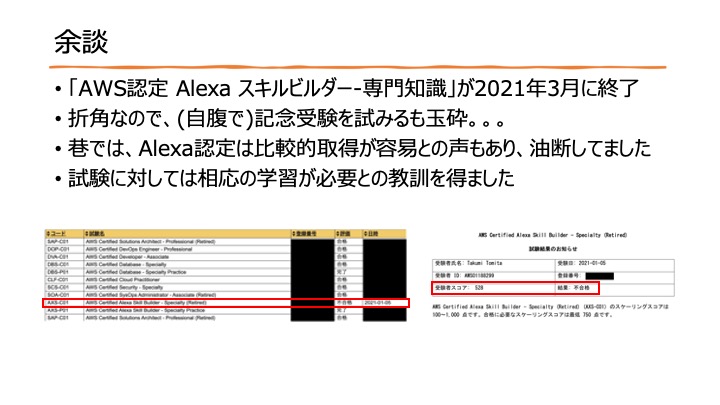 余談
• 「AWS認定 Alexa スキルビルダー-専門知識」が2021年3月に終了
• 折角なので、(自腹で)記念受験を試みるも玉砕。。。
• 巷では、Alexa認定は比較的取得が容易との声もあり、油断してました
• 試験に対しては相応の学習が必要との教訓を得ました
コード 試験名 登録番号 評価 日時
SAP-C01 AWS Certified Solutions Architect - Professional (Retired) 合格
DOP-C01 AWS Certified DevOps Engineer - Professional 合格
DVA-C01 AWS Certified Developer - Associate 合格
DBS-C01 AWS Certified Database - Specialty 合格
DBS-P01 AWS Certified Database - Specialty Practice 完了
CLF-C01 AWS Certified Cloud Practitioner 合格
SCS-C01 AWS Certified Security - Specialty 合格
SOA-C01 AWS Certified SysOps Administrator - Associate (Retired) 合格
AXS-C01 AWS Certified Alexa Skill Builder - Specialty (Retired) 不合格 2021-01-05
AXS-P01 AWS Certified Alexa Skill Builder - Specialty Practice 完了
SAP-C01 AWS Certified Solutions Architect - Professional (Retired) 合格
AWS Certified Alexa Skill Builder - Specialty (Retired)
試験結果のお知らせ
受験者氏名: Takumi Tomita 受験日: 2021-01-05
受験者 ID: AWS01188299 登録番号:
受験者スコア: 528 結果: 不合格
AWS Certified Alexa Skill Builder - Specialty (Retired) (AXS-C01) のスケーリングスコアは
100～1,000 点です。合格に必要なスケーリングスコアは最低 750 点です。